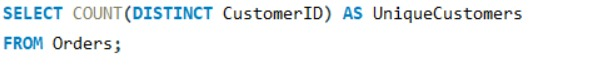 SELECT COUNT(DISTINCT CustomerID) AS UniqueCustomers
FROM Orders;